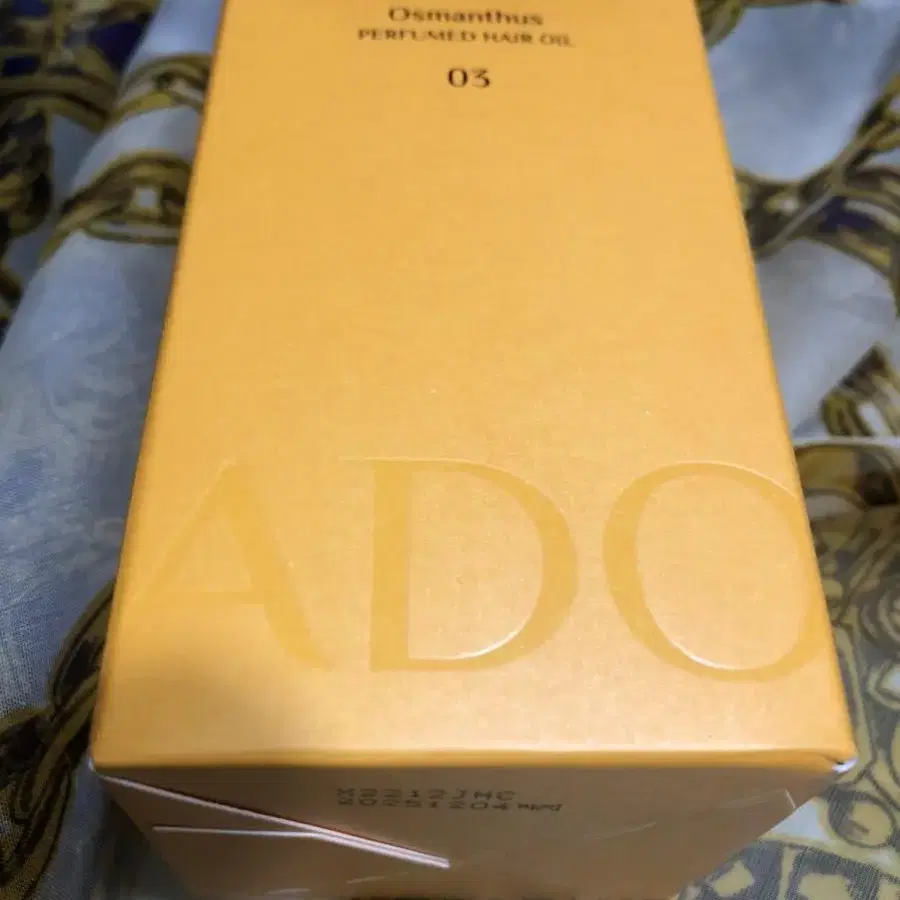 Osmanthus
PERFUMED HAIR OIL
03
ADO